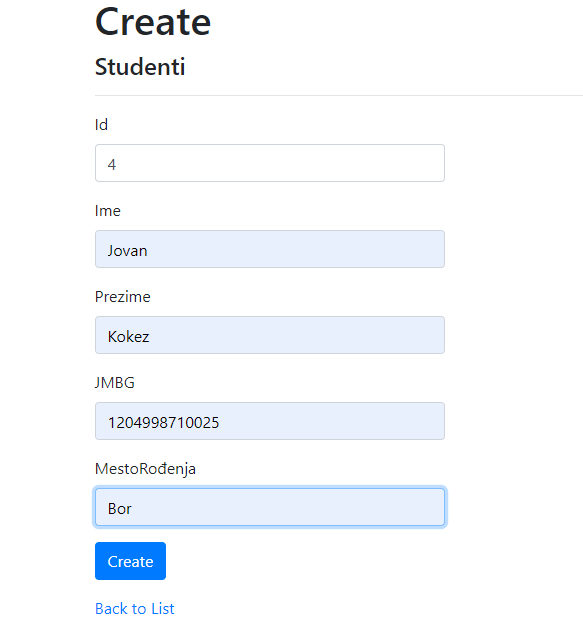 Create
Studenti
Id
4
Ime
Jovan
Prezime
Kokez
JMBG
1204998710025
MestoRođenja
Bor
Create
Back to List